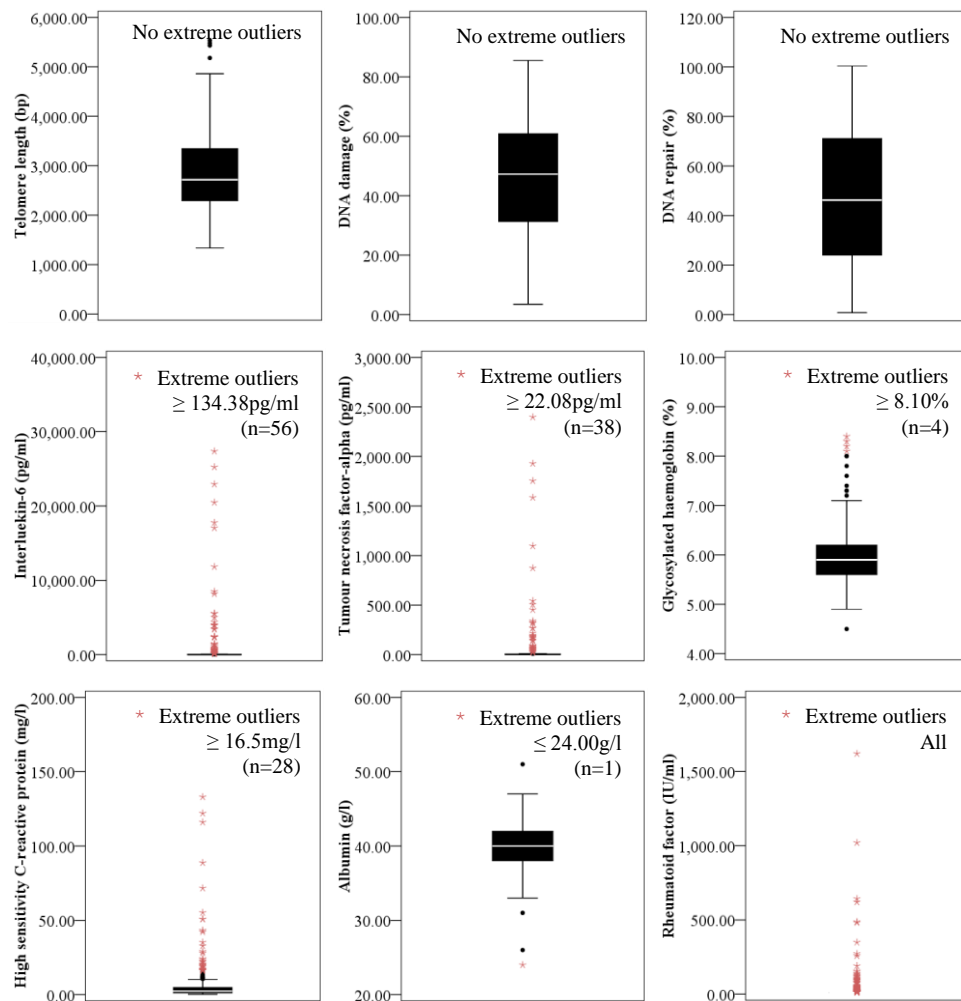 Telomere length (bp)
6,000.00
5,000.00
4,000.00
3,000.00
2,000.00
1,000.00
0.00
No extreme outliers
DNA damage (%)
100.00
80.00
60.00
40.00
20.00
0.00
No extreme outliers
DNA repair (%)
120.00
100.00
80.00
60.00
40.00
20.00
0.00
No extreme outliers
Interluekin-6 (pg/ml)
40,000.00
30,000.00
20,000.00
10,000.00
0.00
* Extreme outliers
≥ 134.38pg/ml
(n=56)
Tumour necrosis factor-alpha (pg/ml)
3,000.00
2,500.00
2,000.00
1,500.00
1,000.00
500.00
0.00
* Extreme outliers
≥ 22.08pg/ml
(n=38)
Glycosylated haemoglobin (%)
10.00
9.00
8.00
7.00
6.00
5.00
4.00
* Extreme outliers
≥ 8.10%
(n=4)
High sensitivity C-reactive protein (mg/l)
200.00
150.00
100.00
50.00
0.00
* Extreme outliers
≥ 16.5mg/l
(n=28)
Albumin (g/l)
60.00
50.00
40.00
30.00
20.00
* Extreme outliers
≤ 24.00g/l
(n=1)
Rheumatoid factor (IU/ml)
2,000.00
1,500.00
1,000.00
500.00
0.00
* Extreme outliers
All